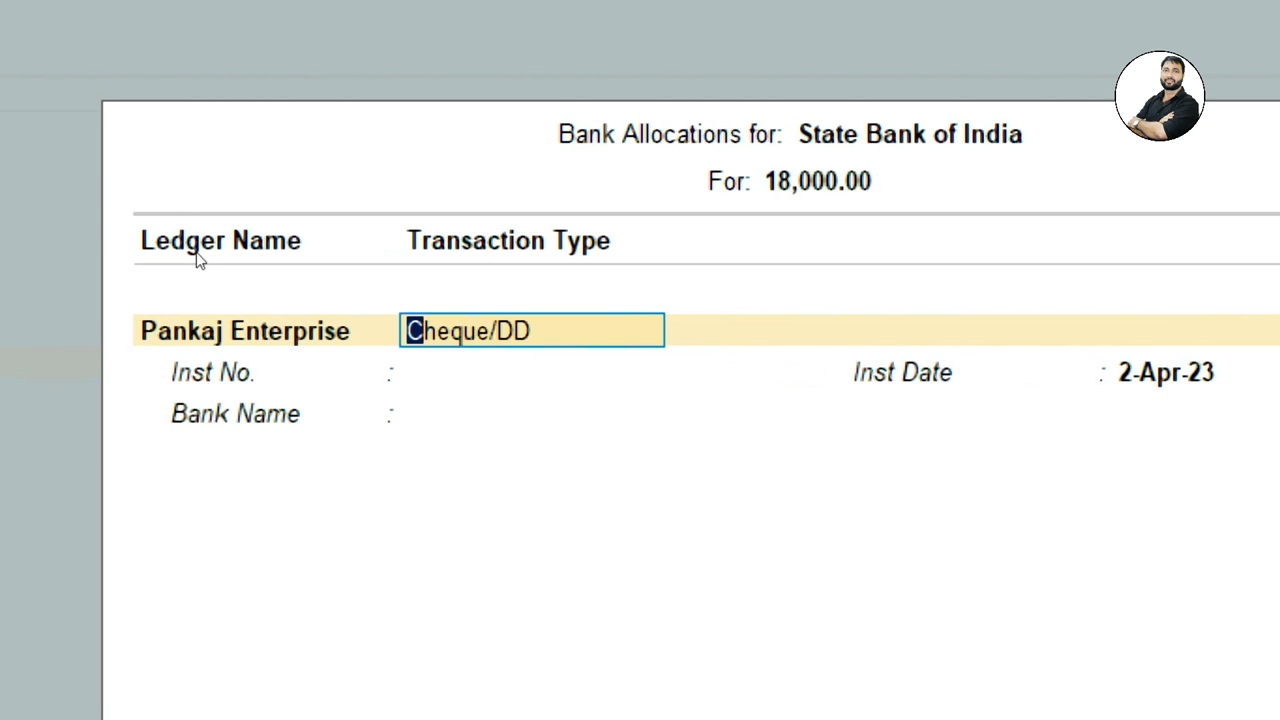 Bank Allocations for: State Bank of India
For: 18,000.00
Ledger Name Transaction Type
Pankaj Enterprise Cheque/DD
Inst No. : Inst Date : 2-Apr-23
Bank Name :